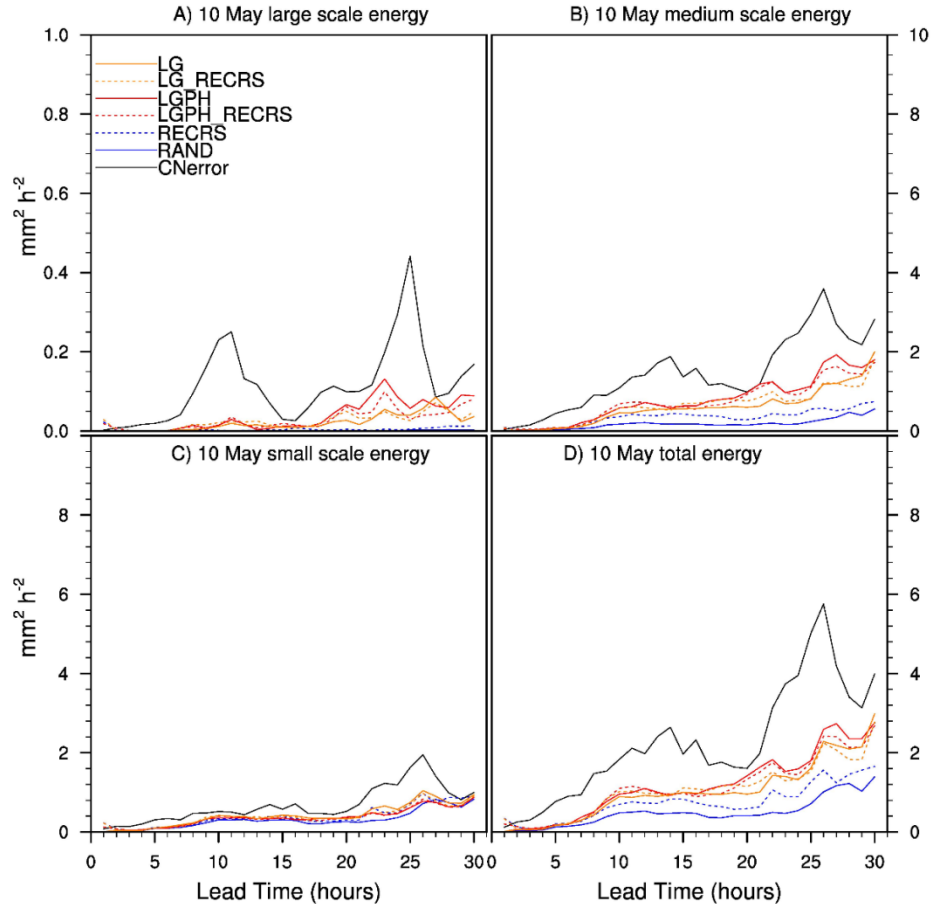 A) 10 May large scale energy
B) 10 May medium scale energy
1.0
0.8
0.6
0.4
0.2
0.0
mm² h⁻²
LG
LG_RECRS
LGPH
LGPH_RECRS
RECRS
RAND
CNerror
10
8
6
4
2
0
C) 10 May small scale energy
D) 10 May total energy
8
6
4
2
0
mm² h⁻²
8
6
4
2
0
0 5 10 15 20 25 30
0 5 10 15 20 25 30
Lead Time (hours)
Lead Time (hours)